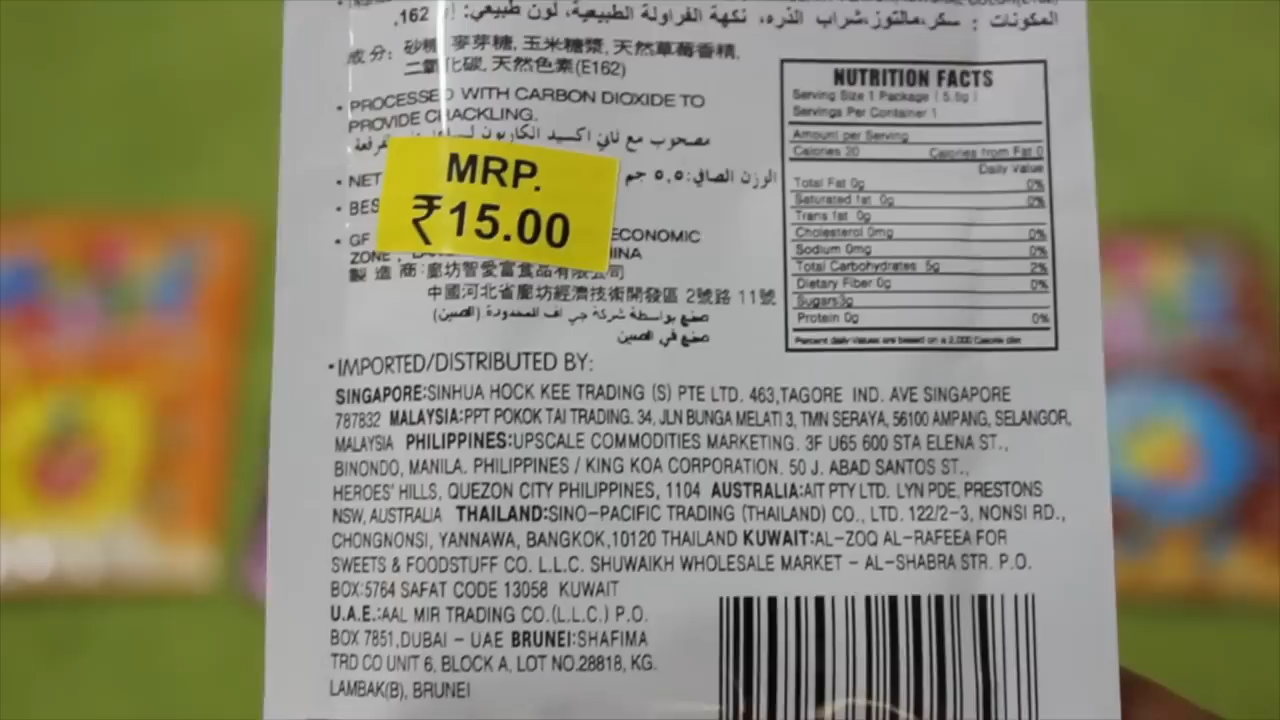 المكونات : سكر،مالتوز،شراب الذره، نكهة الفراولة الطبيعية، لون طبيعي: 162,
成分: 砂糖 麥芽糖, 玉米糖漿, 天然草莓香精,
二氧化碳, 天然色素(E162)
• PROCESSED WITH CARBON DIOXIDE TO
PROVIDE CRACKLING.
مصحوب مع ثاني اكسيد الكاربون
MRP.
₹15.00
• NET
الوزن الصافي: ٥,٥ جم
• BES
• GF ECONOMIC
ZONE, INA
製造商:廊坊智愛富食品有限公司
中國河北省廊坊經濟技術開發區 2號路 11號
صنع بواسطة شركة جي اف المحدودة (الصين)
صنع في الصين
NUTRITION FACTS
Serving Size 1 Package ( 5.5g )
Servings Per Container 1
Amount per Serving
Calories 20 Calories from Fat 0
Daily Value
Total Fat 0g 0%
Saturated fat 0g 0%
Trans fat 0g
Cholesterol 0mg 0%
Sodium 0mg 0%
Total Carbohydrates 5g 2%
Dietary Fiber 0g 0%
Sugars3g
Protein 0g 0%
Percent daily Values are based on a 2,000 Calorie diet
• IMPORTED/DISTRIBUTED BY:
SINGAPORE:SINHUA HOCK KEE TRADING (S) PTE LTD. 463,TAGORE IND. AVE SINGAPORE
787832 MALAYSIA:PPT POKOK TAI TRADING. 34, JLN BUNGA MELATI 3, TMN SERAYA, 56100 AMPANG, SELANGOR,
MALAYSIA PHILIPPINES:UPSCALE COMMODITIES MARKETING. 3F U65 600 STA ELENA ST.,
BINONDO, MANILA. PHILIPPINES / KING KOA CORPORATION. 50 J. ABAD SANTOS ST.,
HEROES' HILLS, QUEZON CITY PHILIPPINES, 1104 AUSTRALIA:AIT PTY LTD. LYN PDE, PRESTONS
NSW, AUSTRALIA THAILAND:SINO-PACIFIC TRADING (THAILAND) CO., LTD. 122/2-3, NONSI RD.,
CHONGNONSI, YANNAWA, BANGKOK,10120 THAILAND KUWAIT:AL-ZOQ AL-RAFEEA FOR
SWEETS & FOODSTUFF CO. L.L.C. SHUWAIKH WHOLESALE MARKET - AL-SHABRA STR. P.O.
BOX:5764 SAFAT CODE 13058 KUWAIT
U.A.E.:AAL MIR TRADING CO.(L.L.C.) P.O.
BOX 7851,DUBAI - UAE BRUNEI:SHAFIMA
TRD CO UNIT 6, BLOCK A, LOT NO.28818, KG.
LAMBAK(B), BRUNEI